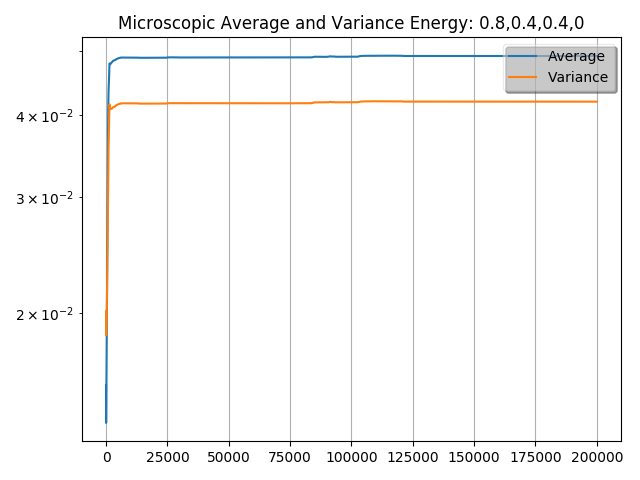 Microscopic Average and Variance Energy: 0.8,0.4,0.4,0
Average
Variance
4 × 10⁻²
3 × 10⁻²
2 × 10⁻²
0 25000 50000 75000 100000 125000 150000 175000 200000